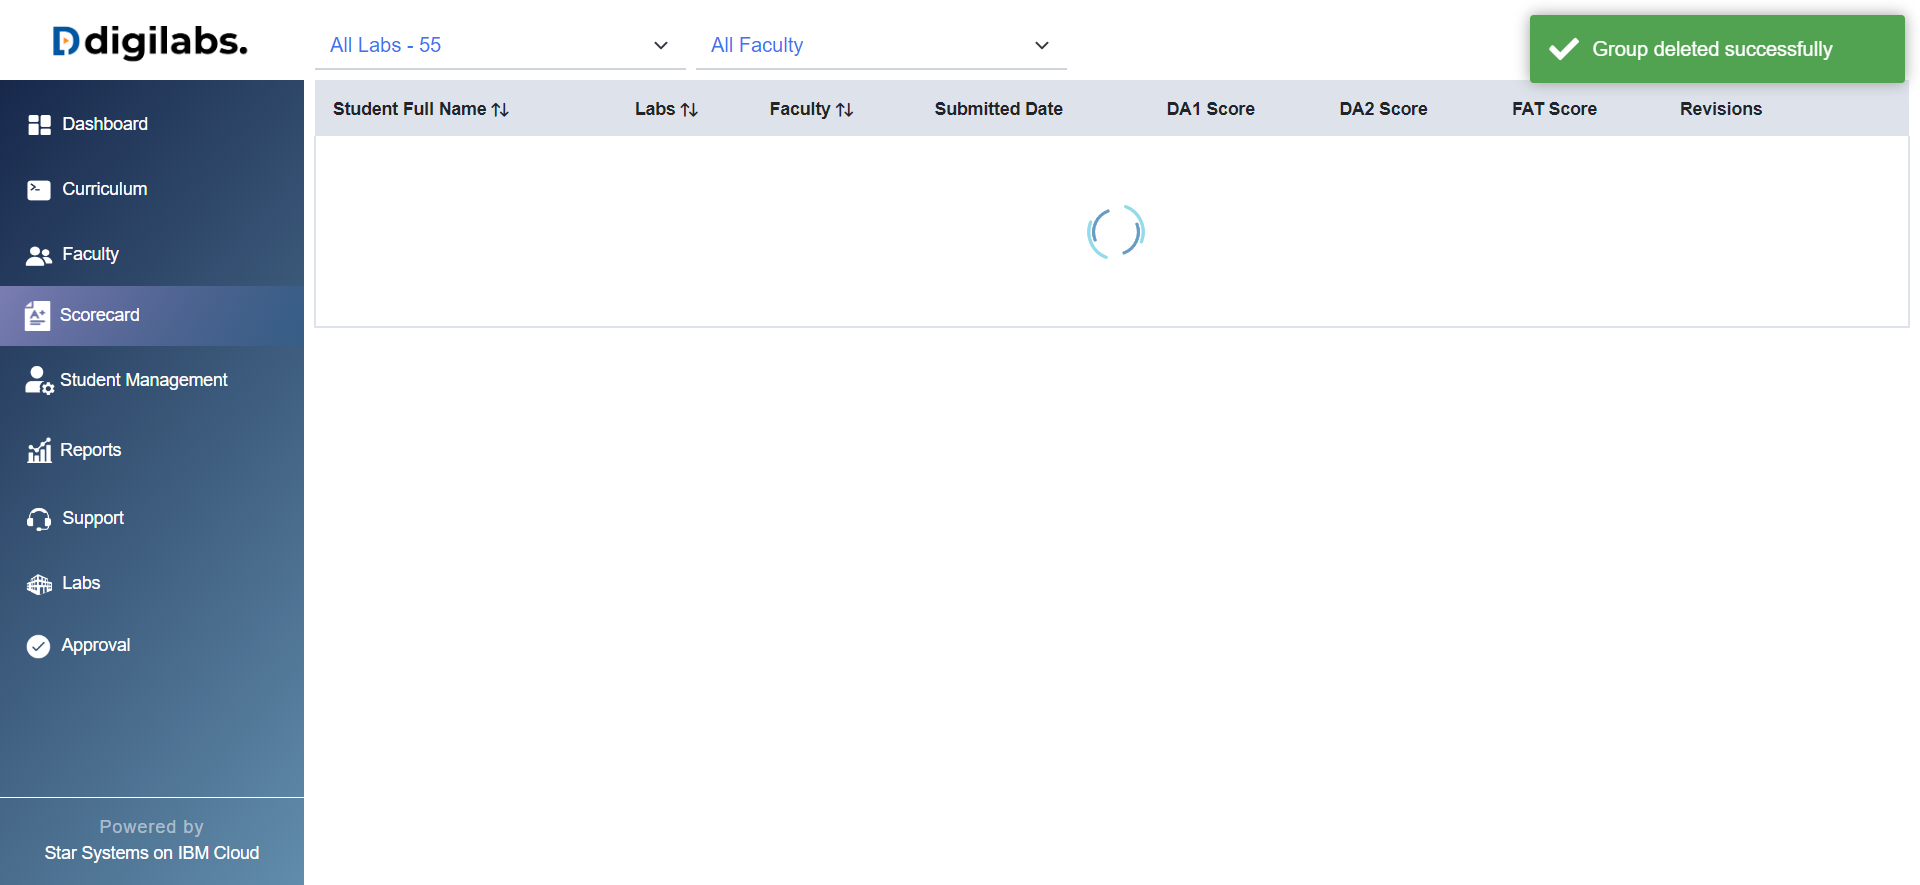 digilabs.
All Labs - 55
All Faculty
Group deleted successfully
Student Full Name
Labs
Faculty
Submitted Date
DA1 Score
DA2 Score
FAT Score
Revisions
Dashboard
Curriculum
Faculty
Scorecard
Student Management
Reports
Support
Labs
Approval
Powered by
Star Systems on IBM Cloud